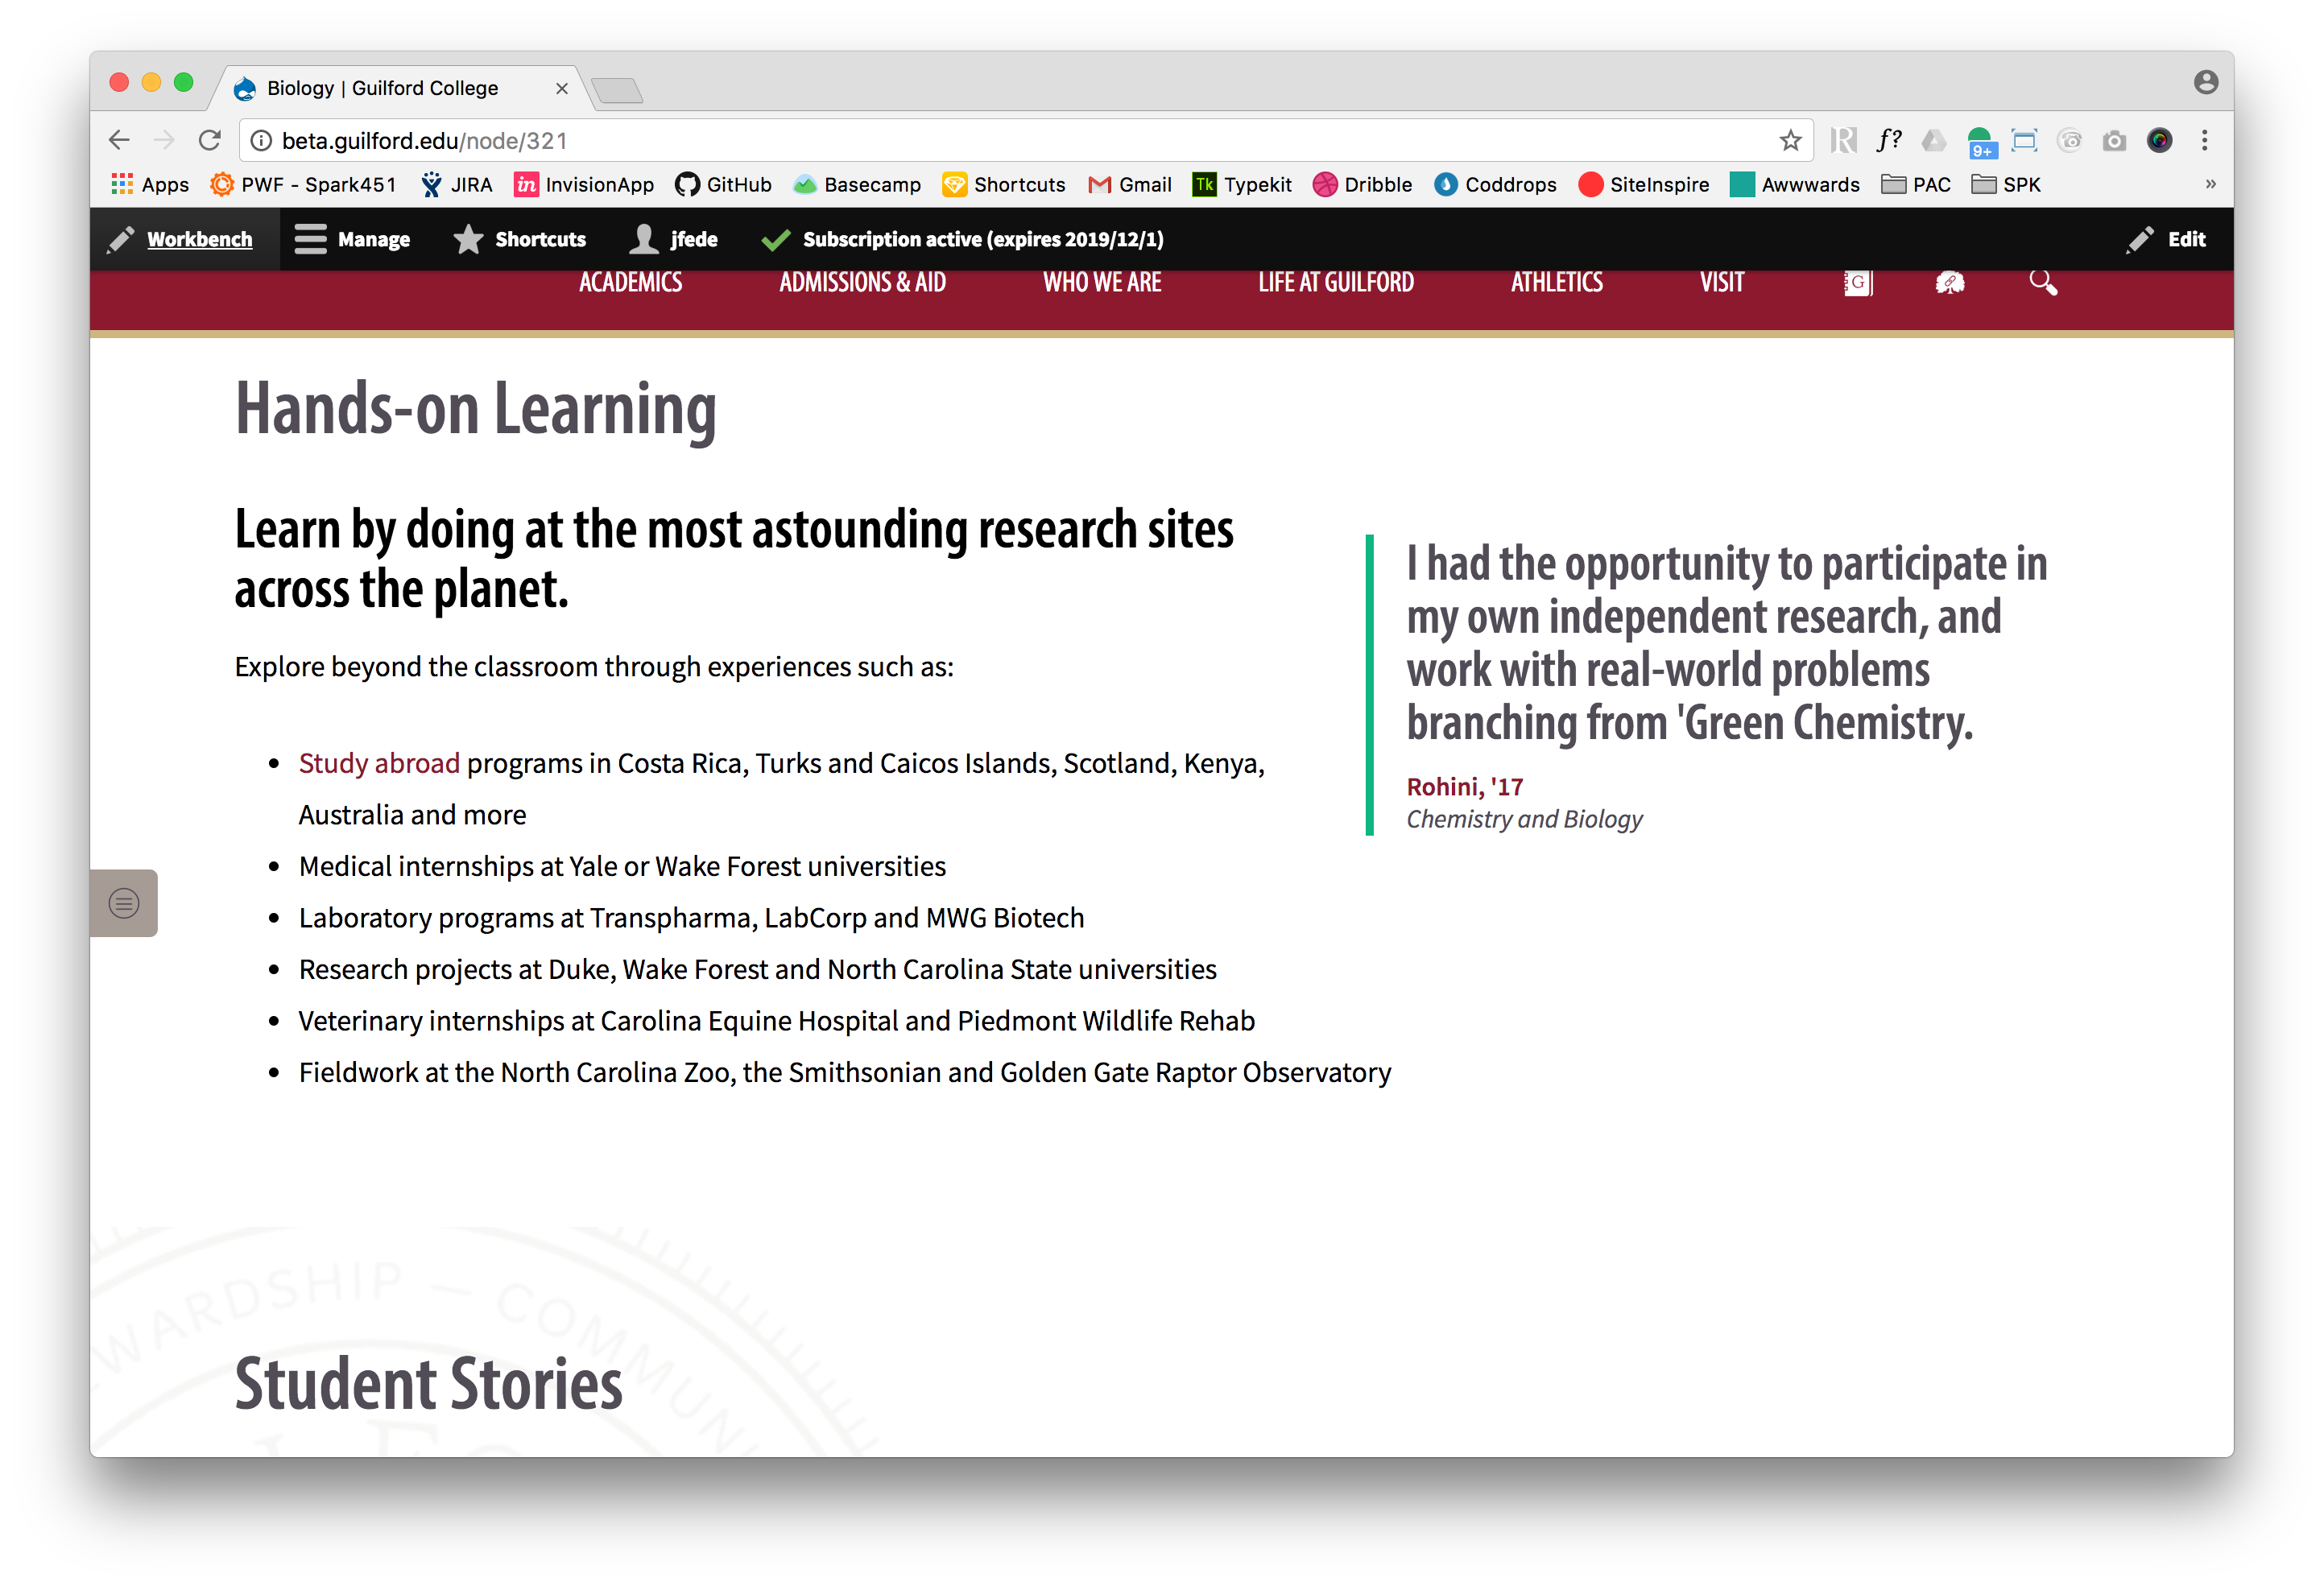 Biology | Guilford College
beta.guilford.edu/node/321
R f? 9+
Apps PWF - Spark451 JIRA in InvisionApp GitHub Basecamp Shortcuts Gmail Tk Typekit Dribble Coddrops SiteInspire Awwwards PAC SPK »
Workbench Manage Shortcuts jfede Subscription active (expires 2019/12/1) Edit
ACADEMICS ADMISSIONS & AID WHO WE ARE LIFE AT GUILFORD ATHLETICS VISIT G
Hands-on Learning
Learn by doing at the most astounding research sites
across the planet.
Explore beyond the classroom through experiences such as:
• Study abroad programs in Costa Rica, Turks and Caicos Islands, Scotland, Kenya,
Australia and more
• Medical internships at Yale or Wake Forest universities
• Laboratory programs at Transpharma, LabCorp and MWG Biotech
• Research projects at Duke, Wake Forest and North Carolina State universities
• Veterinary internships at Carolina Equine Hospital and Piedmont Wildlife Rehab
• Fieldwork at the North Carolina Zoo, the Smithsonian and Golden Gate Raptor Observatory
I had the opportunity to participate in
my own independent research, and
work with real-world problems
branching from 'Green Chemistry.
Rohini, '17
Chemistry and Biology
WARDSHIP — COMMUNI
Student Stories